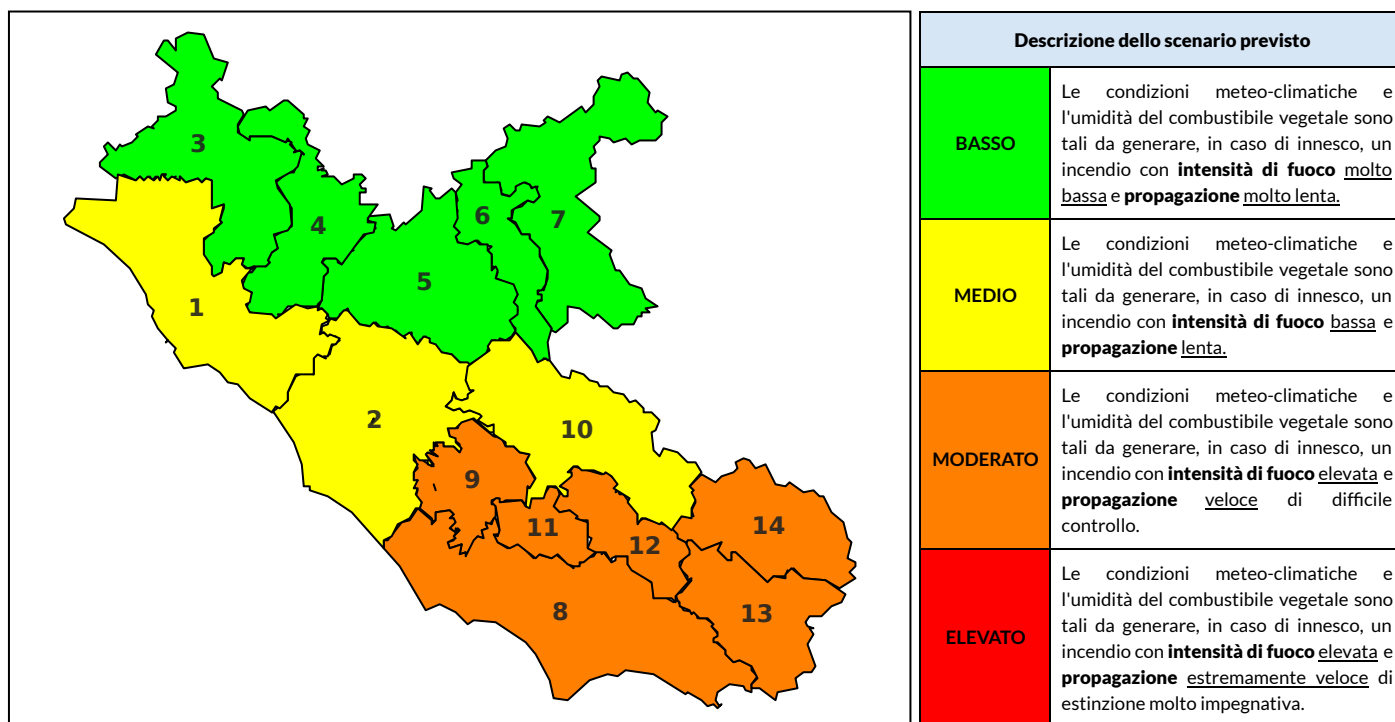 3
4
6
7
5
1
2
10
9
11
12
14
8
13
Descrizione dello scenario previsto
BASSO
Le condizioni meteo-climatiche e
l'umidità del combustibile vegetale sono
tali da generare, in caso di innesco, un
incendio con intensità di fuoco molto
bassa e propagazione molto lenta.
MEDIO
Le condizioni meteo-climatiche e
l'umidità del combustibile vegetale sono
tali da generare, in caso di innesco, un
incendio con intensità di fuoco bassa e
propagazione lenta.
MODERATO
Le condizioni meteo-climatiche e
l'umidità del combustibile vegetale sono
tali da generare, in caso di innesco, un
incendio con intensità di fuoco elevata e
propagazione veloce di difficile
controllo.
ELEVATO
Le condizioni meteo-climatiche e
l'umidità del combustibile vegetale sono
tali da generare, in caso di innesco, un
incendio con intensità di fuoco elevata e
propagazione estremamente veloce di
estinzione molto impegnativa.